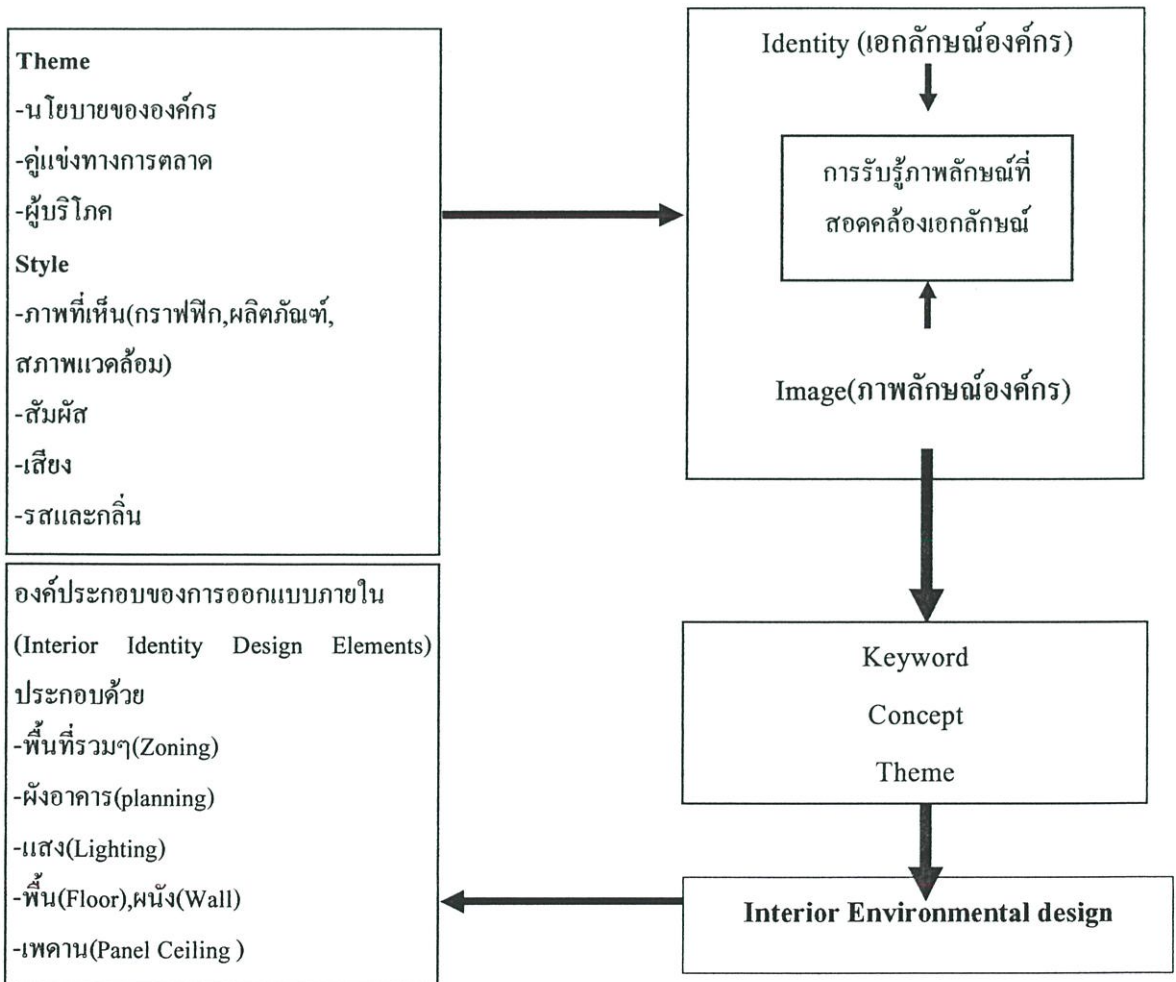 Theme
-นโยบายขององค์กร
-คู่แข่งทางการตลาด
-ผู้บริโภค
Style
-ภาพที่เห็น(กราฟฟิก,ผลิตภัณฑ์,
สภาพแวดล้อม)
-สัมผัส
-เสียง
-รสและกลิ่น
Identity (เอกลักษณ์องค์กร)
การรับรู้ภาพลักษณ์ที่
สอดคล้องเอกลักษณ์
Image(ภาพลักษณ์องค์กร)
Keyword
Concept
Theme
Interior Environmental design
องค์ประกอบของการออกแบบภายใน
(Interior Identity Design Elements)
ประกอบด้วย
-พื้นที่รวมๆ(Zoning)
-ผังอาคาร(planning)
-แสง(Lighting)
-พื้น(Floor),ผนัง(Wall)
-เพดาน(Panel Ceiling )